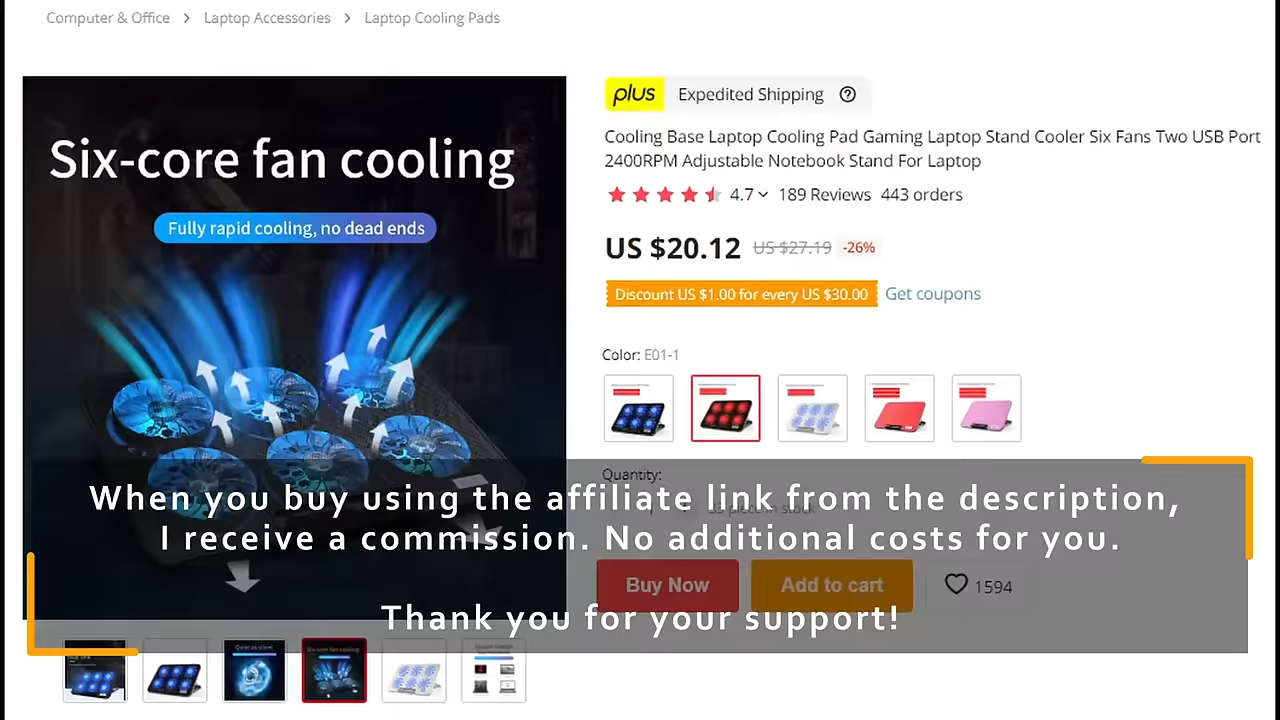 Computer & Office > Laptop Accessories > Laptop Cooling Pads
Six-core fan cooling
Fully rapid cooling, no dead ends
plus Expedited Shipping ?
Cooling Base Laptop Cooling Pad Gaming Laptop Stand Cooler Six Fans Two USB Port
2400RPM Adjustable Notebook Stand For Laptop
4.7 189 Reviews 443 orders
US $20.12 US $27.19 -26%
Discount US $1.00 for every US $30.00 Get coupons
Color: E01-1
Quantity:
When you buy using the affiliate link from the description,
I receive a commission. No additional costs for you.
Buy Now Add to cart 1594
Thank you for your support!
Six-core fan cooling